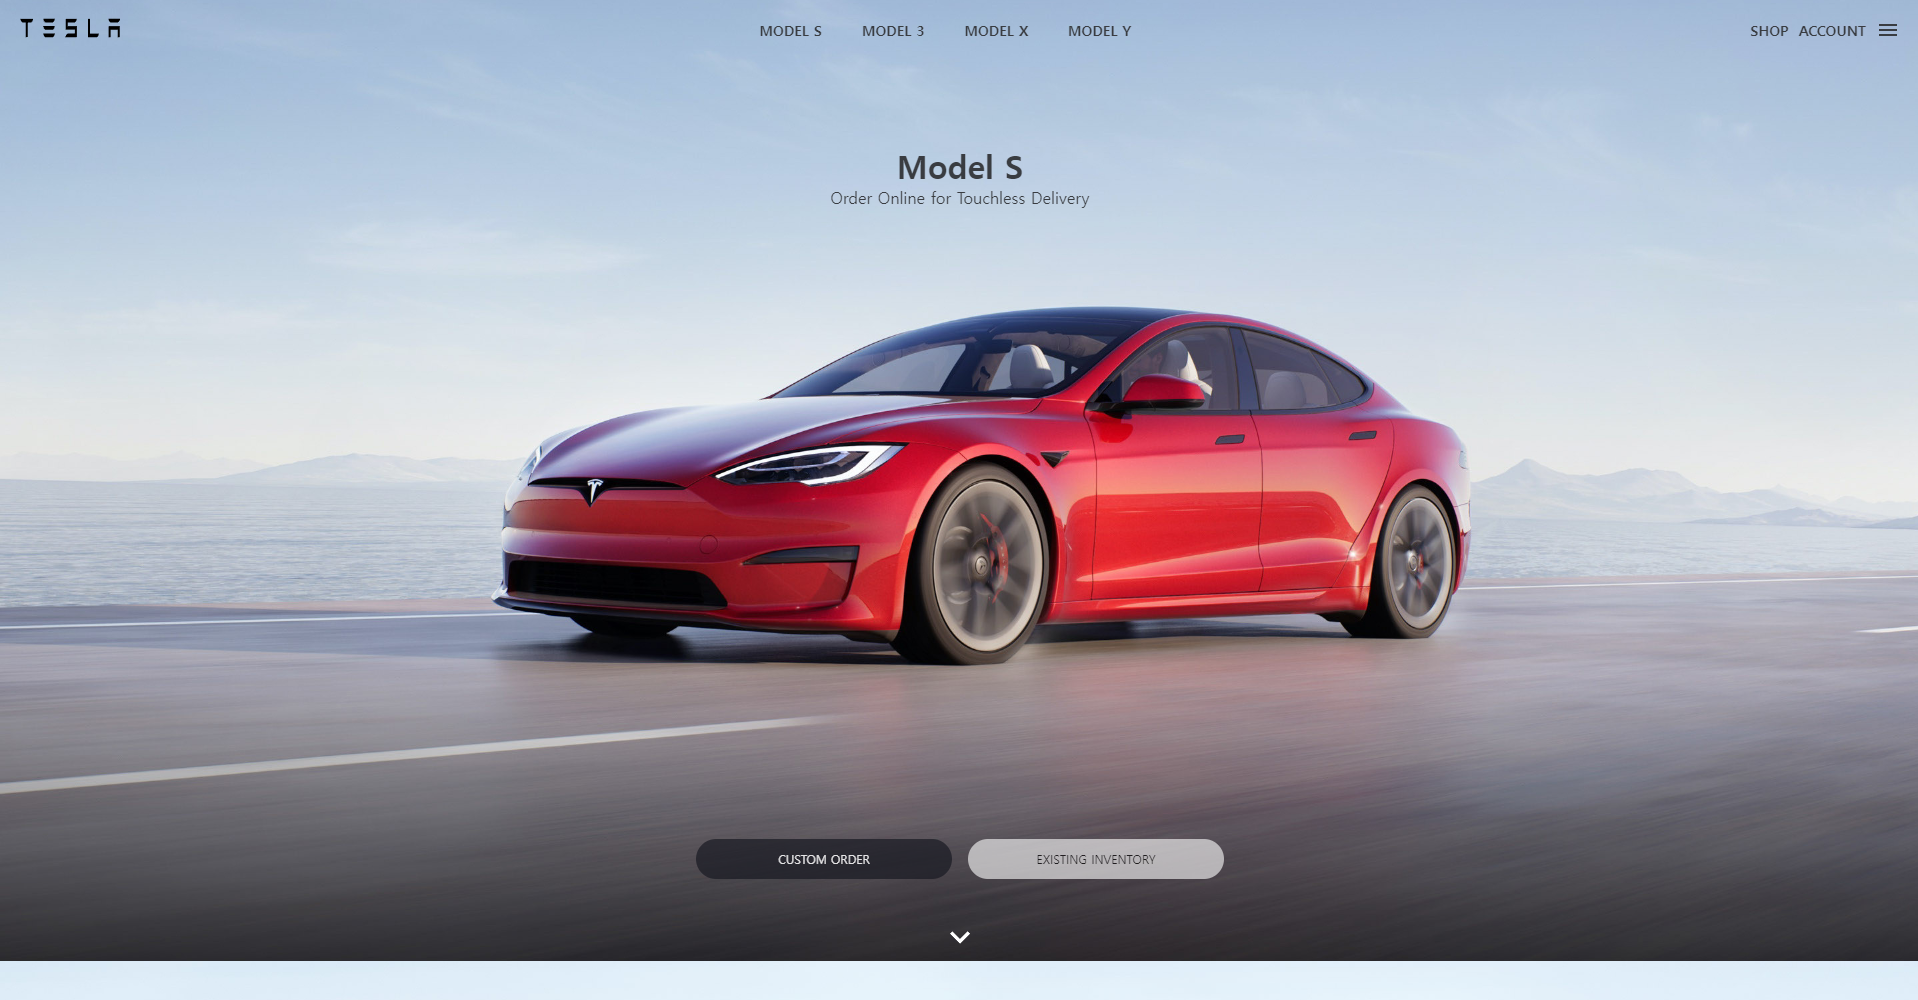 TESLA
MODEL S MODEL 3 MODEL X MODEL Y
SHOP ACCOUNT
Model S
Order Online for Touchless Delivery
CUSTOM ORDER
EXISTING INVENTORY